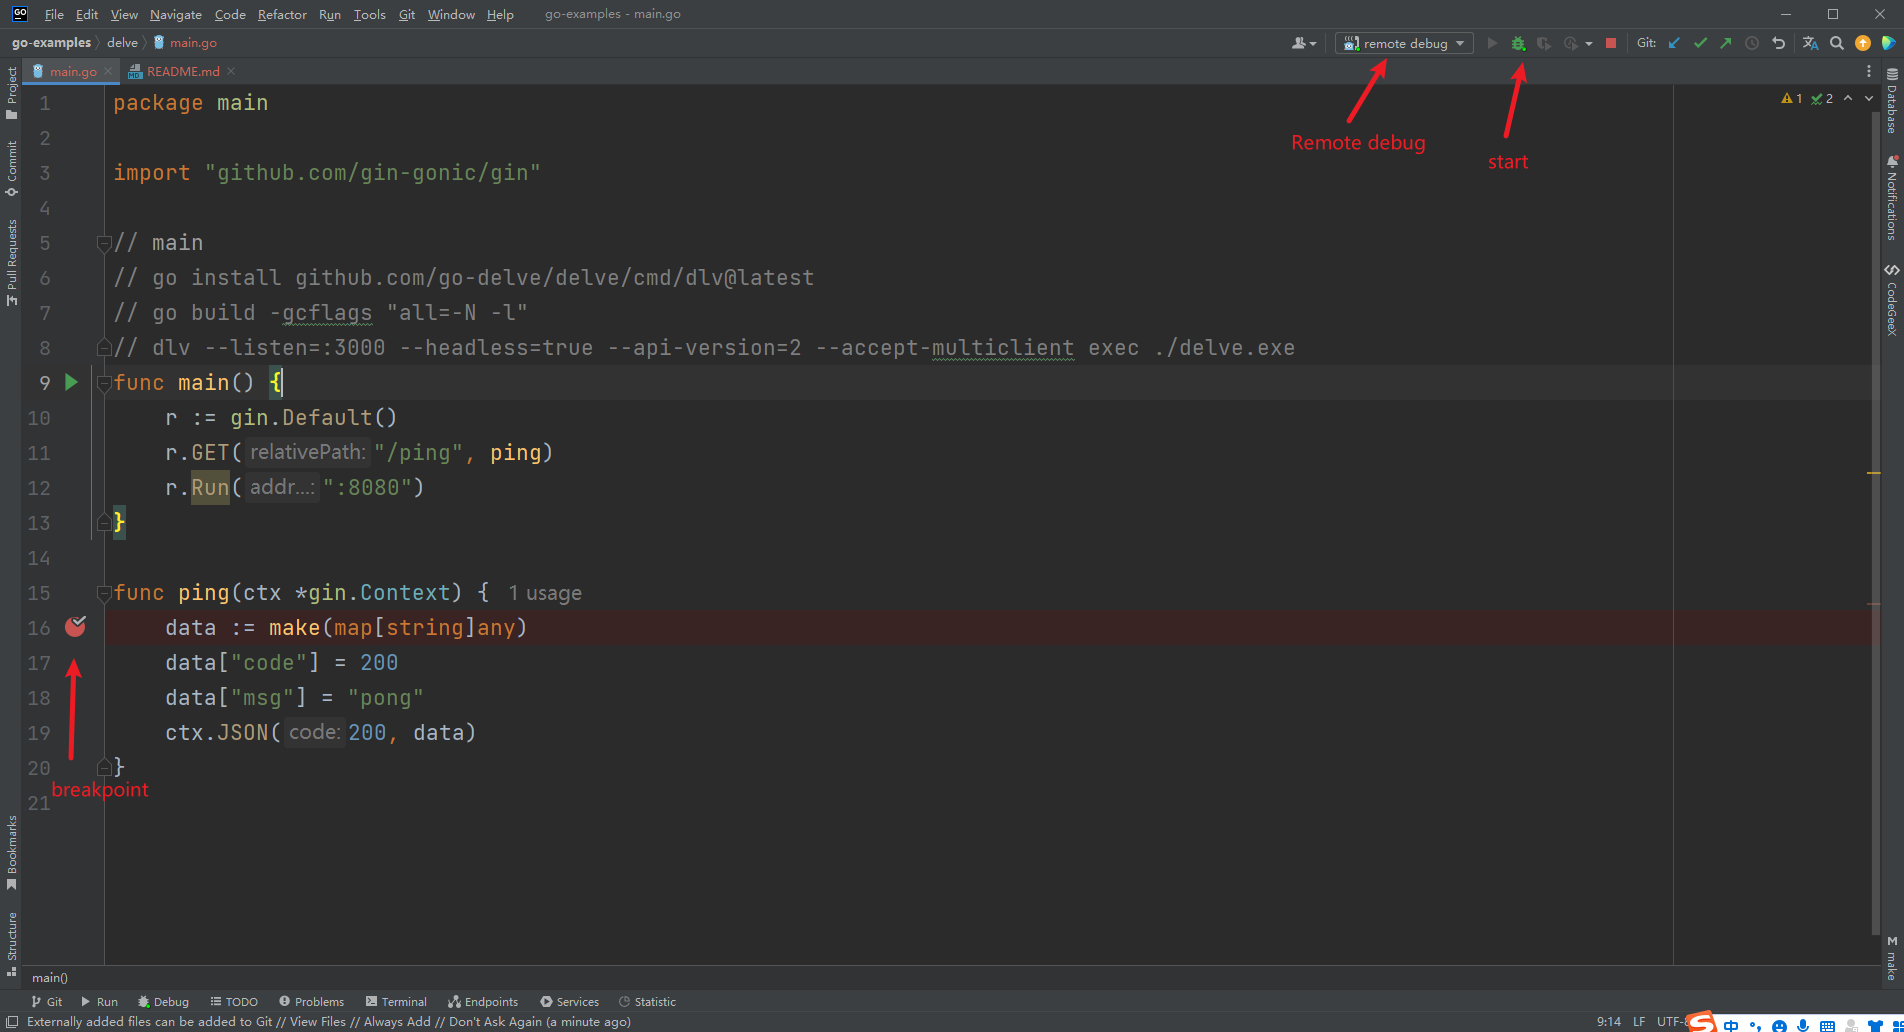 GO File Edit View Navigate Code Refactor Run Tools Git Window Help go-examples - main.go
go-examples delve main.go remote debug Git:
main.go README.md
1 package main 1 2
2
3 import "github.com/gin-gonic/gin"
4
5 // main
6 // go install github.com/go-delve/delve/cmd/dlv@latest
7 // go build -gcflags "all=-N -l"
8 // dlv --listen=:3000 --headless=true --api-version=2 --accept-multiclient exec ./delve.exe
9 func main() {
10 r := gin.Default()
11 r.GET( relativePath: "/ping", ping)
12 r.Run( addr...: ":8080")
13 }
14
15 func ping(ctx *gin.Context) { 1 usage
16 data := make(map[string]any)
17 data["code"] = 200
18 data["msg"] = "pong"
19 ctx.JSON( code: 200, data)
20 }
21
Remote debug
start
breakpoint
Project
Commit
Pull Requests
Bookmarks
Structure
Database
Notifications
CodeGeeX
M make
main()
Git Run Debug TODO Problems Terminal Endpoints Services Statistic
Externally added files can be added to Git // View Files // Always Add // Don't Ask Again (a minute ago) 9:14 LF UTF-8 中